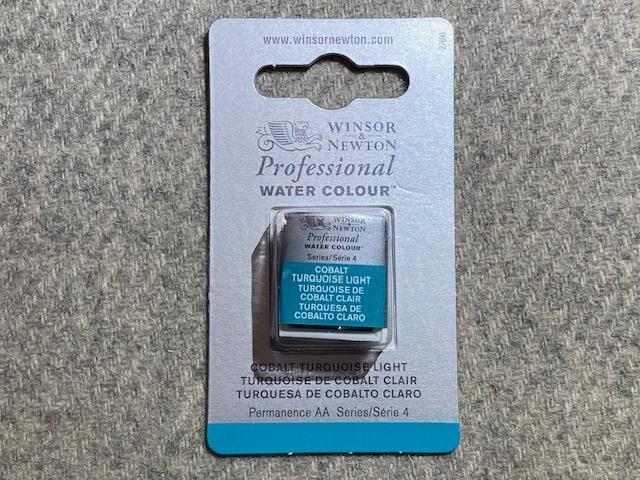 www.winsornewton.com
WINSOR
&
NEWTON
Professional
WATER COLOUR™
WINSOR
&
NEWTON
Professional
WATER COLOUR™
Series/Série 4
COBALT
TURQUOISE LIGHT
TURQUOISE DE
COBALT CLAIR
TURQUESA DE
COBALTO CLARO
COBALT TURQUOISE LIGHT
TURQUOISE DE COBALT CLAIR
TURQUESA DE COBALTO CLARO
Permanence AA Series/Série 4